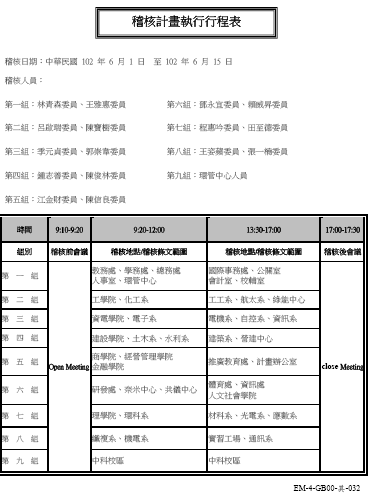 稽核計畫執行行程表
稽核日期：中華民國 102 年 6 月 1 日 至 102 年 6 月 15 日
稽核人員：
第一組：林青森委員、王雅惠委員 第六組：鄧永宜委員、賴威昇委員
第二組：呂啟瑞委員、陳寶樹委員 第七組：程惠吟委員、田至德委員
第三組：季元貞委員、郭崇華委員 第八組：王姿蘋委員、張一楠委員
第四組：鍾志善委員、陳俊林委員 第九組：環管中心人員
第五組：江金財委員、陳信良委員
時間 9:10-9:20 9:20-12:00 13:30-17:00 17:00-17:30
組別 稽核前會議 稽核地點/稽核條文範圍 稽核地點/稽核條文範圍 稽核後會議
第 一 組 教務處、學務處、總務處 國際事務處、公關室
人事室、環管中心 會計室、校輔室
第 二 組 工學院、化工系 工工系、航太系、綠能中心
第 三 組 資電學院、電子系 電機系、自控系、資訊系
第 四 組 建設學院、土木系、水利系 建築系、營建中心
第 五 組 Open Meeting 商學院、經營管理學院 推廣教育處、計畫辦公室 close Meeting
金融學院
第 六 組 研發處、奈米中心、共儀中心 體育處、資訊處
人文社會學院
第 七 組 理學院、環科系 材料系、光電系、應數系
第 八 組 纖複系、機電系 實習工場、通訊系
第 九 組 中科校區 中科校區
EM-4-GB00-共-032